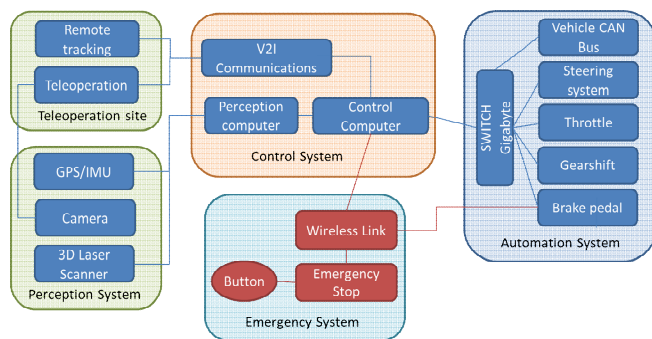 Remote
tracking
Teleoperation
Teleoperation site
GPS/IMU
Camera
3D Laser
Scanner
Perception System
V2I
Communications
Perception
computer
Control
Computer
Control System
Wireless Link
Button
Emergency
Stop
Emergency System
SWITCH
Gigabyte
Vehicle CAN
Bus
Steering
system
Throttle
Gearshift
Brake pedal
Automation System